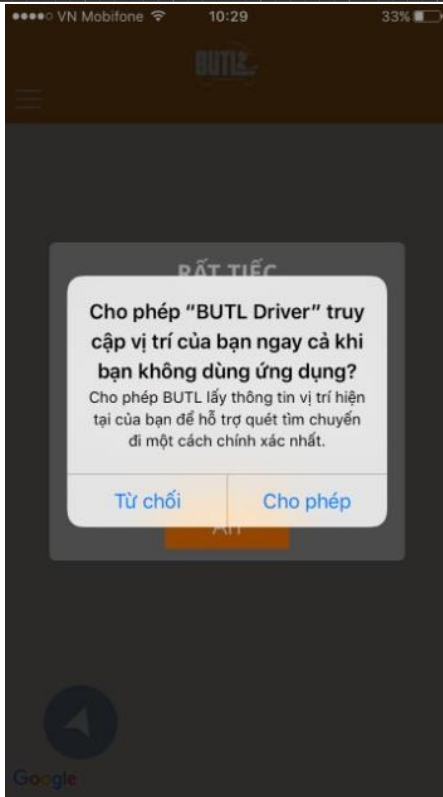 VN Mobifone 10:29 33%
BUTL
RẤT TIẾC
Cho phép “BUTL Driver” truy
cập vị trí của bạn ngay cả khi
bạn không dùng ứng dụng?
Cho phép BUTL lấy thông tin vị trí hiện
tại của bạn để hỗ trợ quét tìm chuyến
đi một cách chính xác nhất.
Từ chối Cho phép
Google